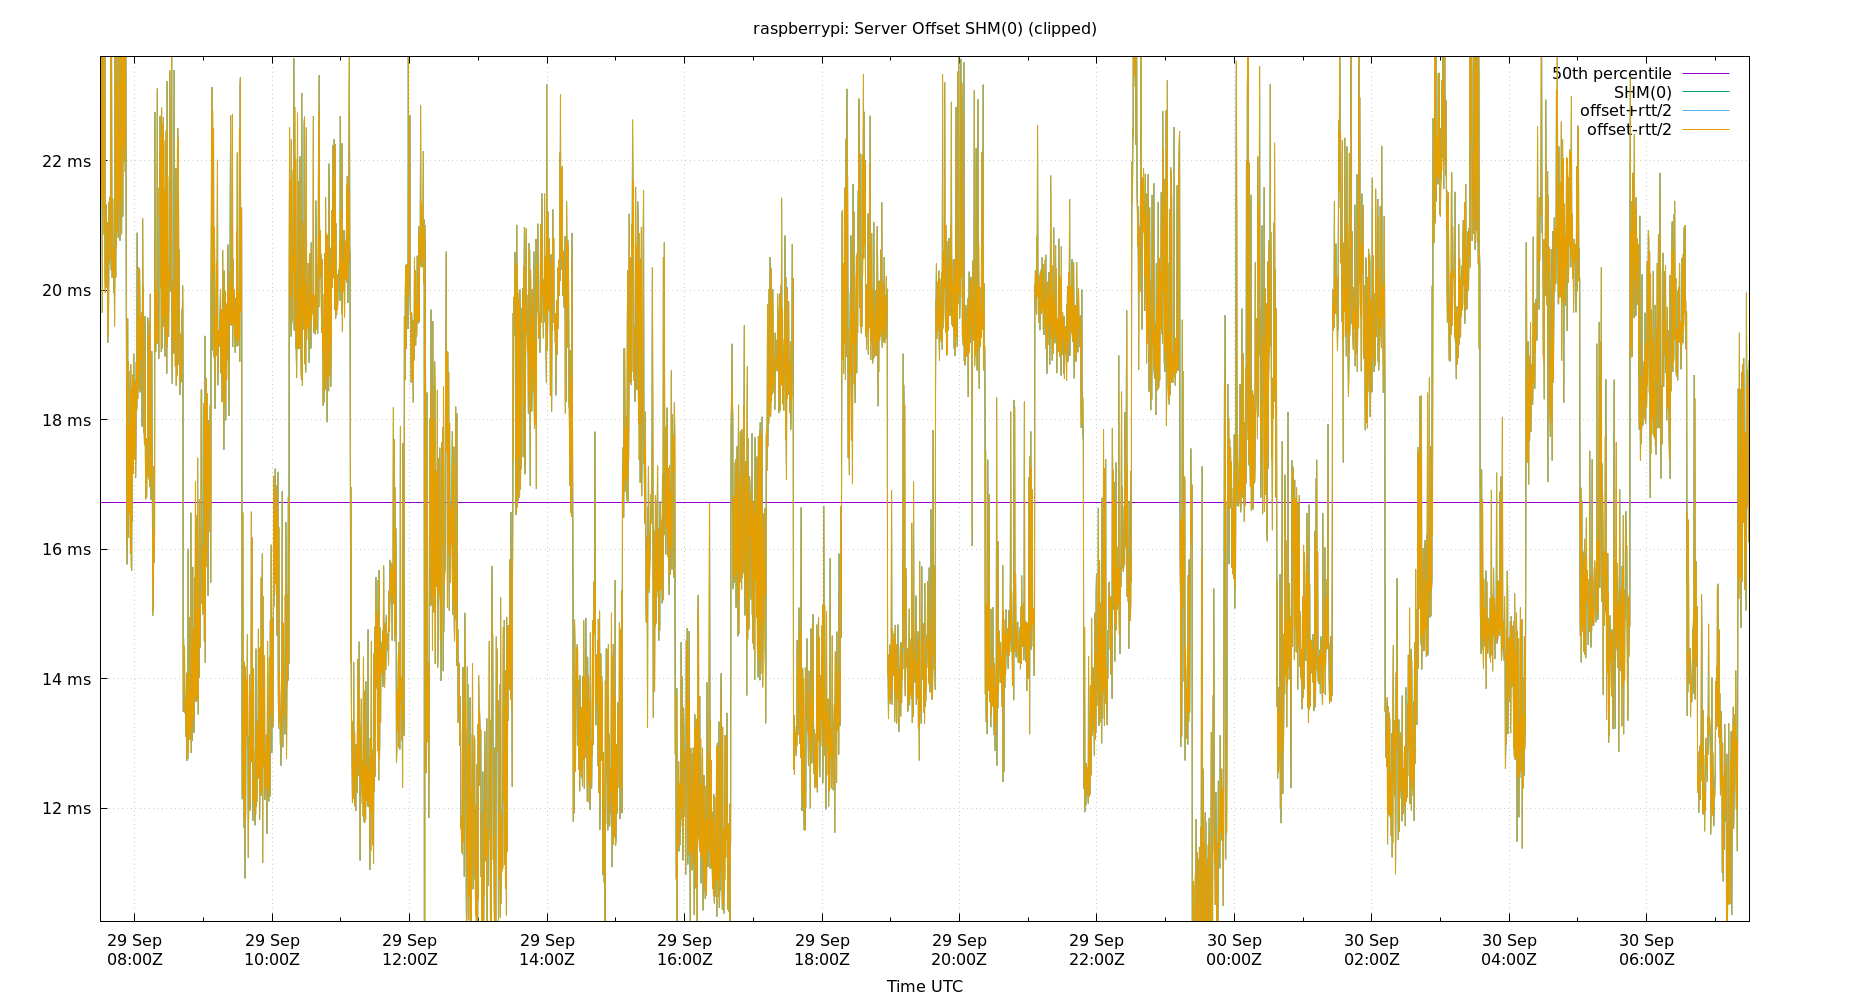 raspberrypi: Server Offset SHM(0) (clipped)
50th percentile
SHM(0)
offset+rtt/2
offset-rtt/2
22 ms
20 ms
18 ms
16 ms
14 ms
12 ms
29 Sep 29 Sep 29 Sep 29 Sep 29 Sep 29 Sep 29 Sep 29 Sep 30 Sep 30 Sep 30 Sep 30 Sep
08:00Z 10:00Z 12:00Z 14:00Z 16:00Z 18:00Z 20:00Z 22:00Z 00:00Z 02:00Z 04:00Z 06:00Z
Time UTC